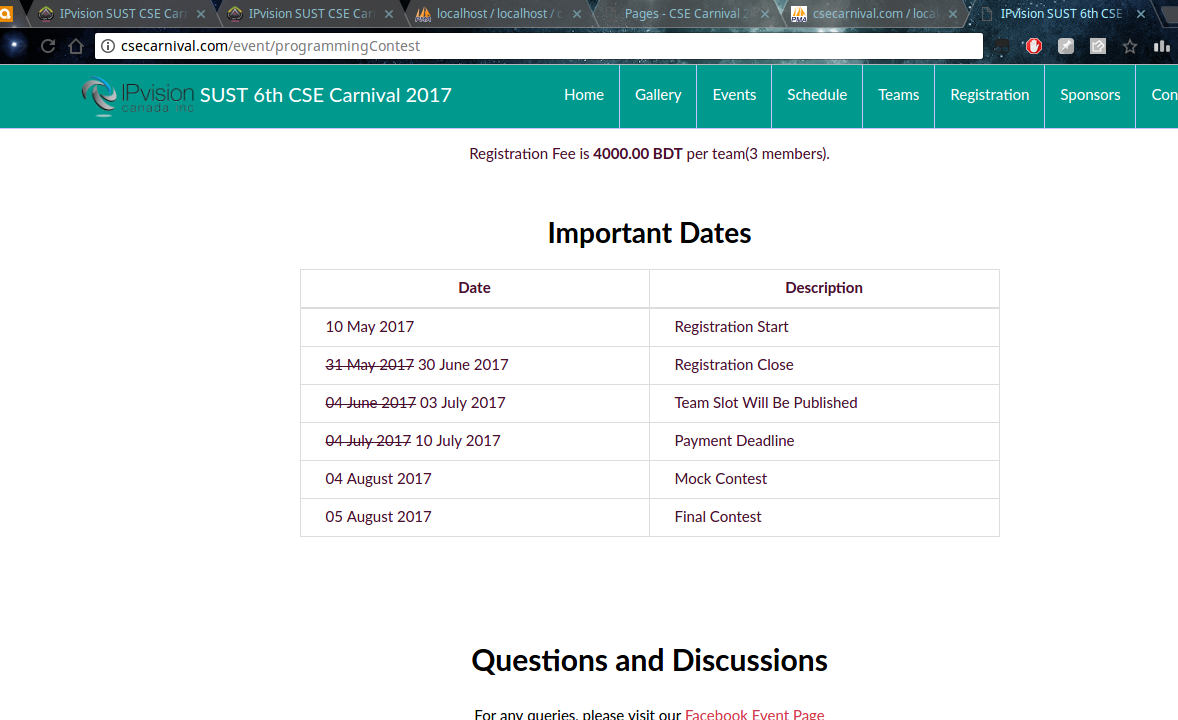 IPvision SUST CSE Car
IPvision SUST CSE Car
localhost / localhost / c
Pages - CSE Carnival
csecarnival.com / local
IPvision SUST 6th CSE
csecarnival.com/event/programmingContest
IPvision
canada inc
SUST 6th CSE Carnival 2017
Home
Gallery
Events
Schedule
Teams
Registration
Sponsors
Con
Registration Fee is 4000.00 BDT per team(3 members).
Important Dates
Date Description
10 May 2017 Registration Start
31 May 2017 30 June 2017 Registration Close
04 June 2017 03 July 2017 Team Slot Will Be Published
04 July 2017 10 July 2017 Payment Deadline
04 August 2017 Mock Contest
05 August 2017 Final Contest
Questions and Discussions
For any queries, please visit our Facebook Event Page